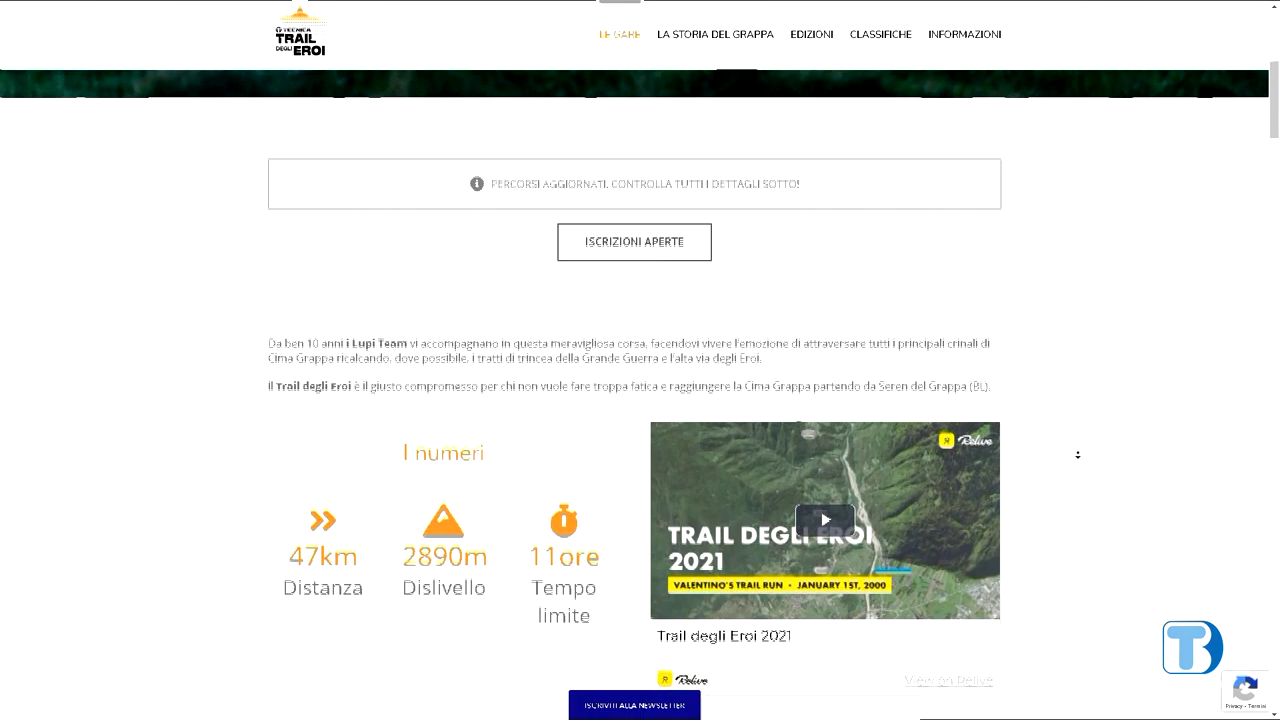 TECNICA
TRAIL
DEGLI EROI
LE GARE LA STORIA DEL GRAPPA EDIZIONI CLASSIFICHE INFORMAZIONI
PERCORSI AGGIORNATI. CONTROLLA TUTTI I DETTAGLI SOTTO!
ISCRIZIONI APERTE
Da ben 10 anni i Lupi Team vi accompagnano in questa meravigliosa corsa, facendovi vivere l'emozione di attraversare tutti i principali crinali di
Cima Grappa ricalcando, dove possibile, i tratti di trincea della Grande Guerra e l'alta via degli Eroi.
Il Trail degli Eroi è il giusto compromesso per chi non vuole fare troppa fatica e raggiungere la Cima Grappa partendo da Seren del Grappa (BL).
I numeri
47km 2890m 11ore
Distanza Dislivello Tempo
limite
Relive
TRAIL DEGLI EROI
2021
VALENTINO'S TRAIL RUN • JANUARY 1ST, 2000
Trail degli Eroi 2021
Relive View on Relive
ISCRIVITI ALLA NEWSLETTER
TB
Privacy - Termini